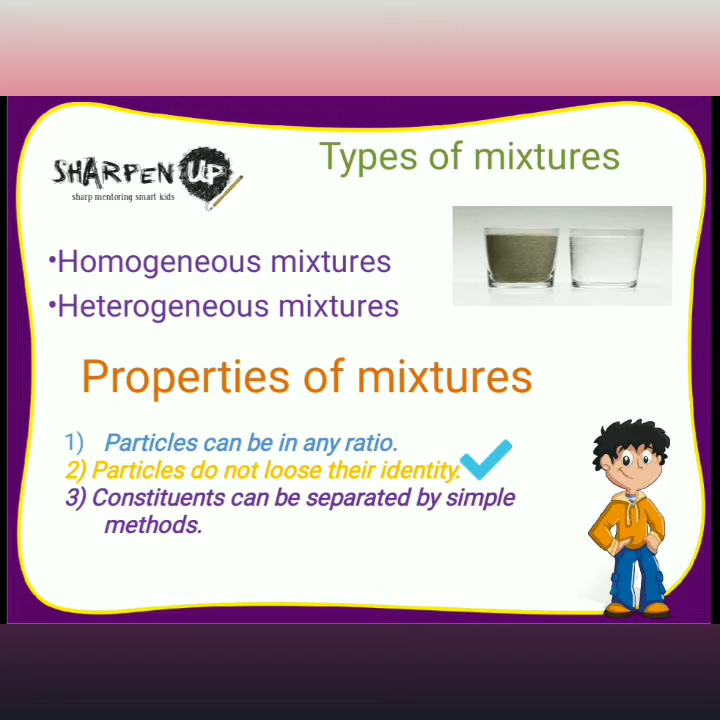 SHARPEN UP
sharp mentoring smart kids
Types of mixtures
•Homogeneous mixtures
•Heterogeneous mixtures
Properties of mixtures
1) Particles can be in any ratio.
2) Particles do not loose their identity.
3) Constituents can be separated by simple
methods.